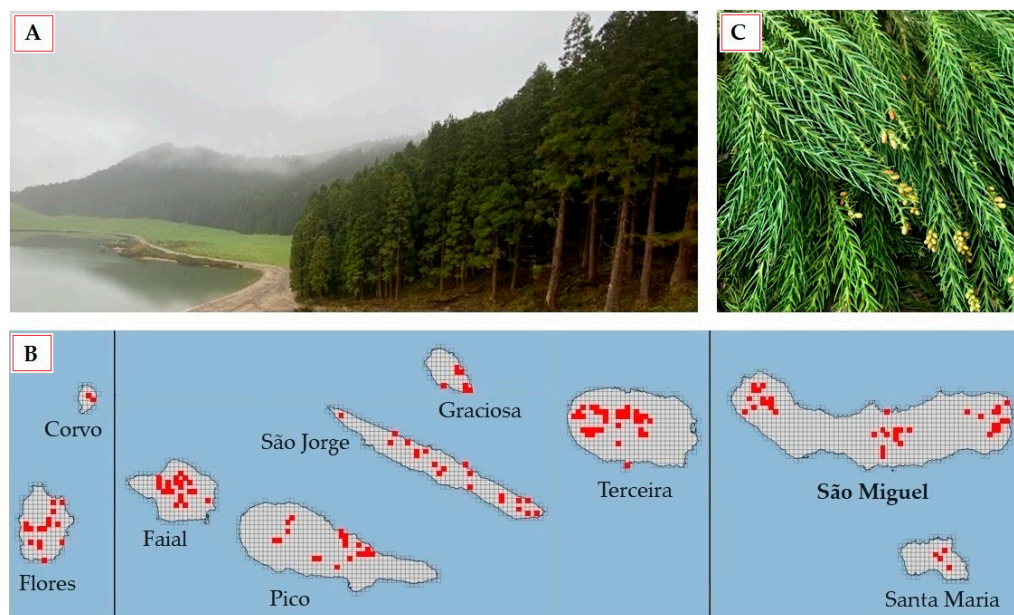 A
C
B
Corvo
Graciosa
São Jorge
Terceira
São Miguel
Faial
Flores
Pico
Santa Maria